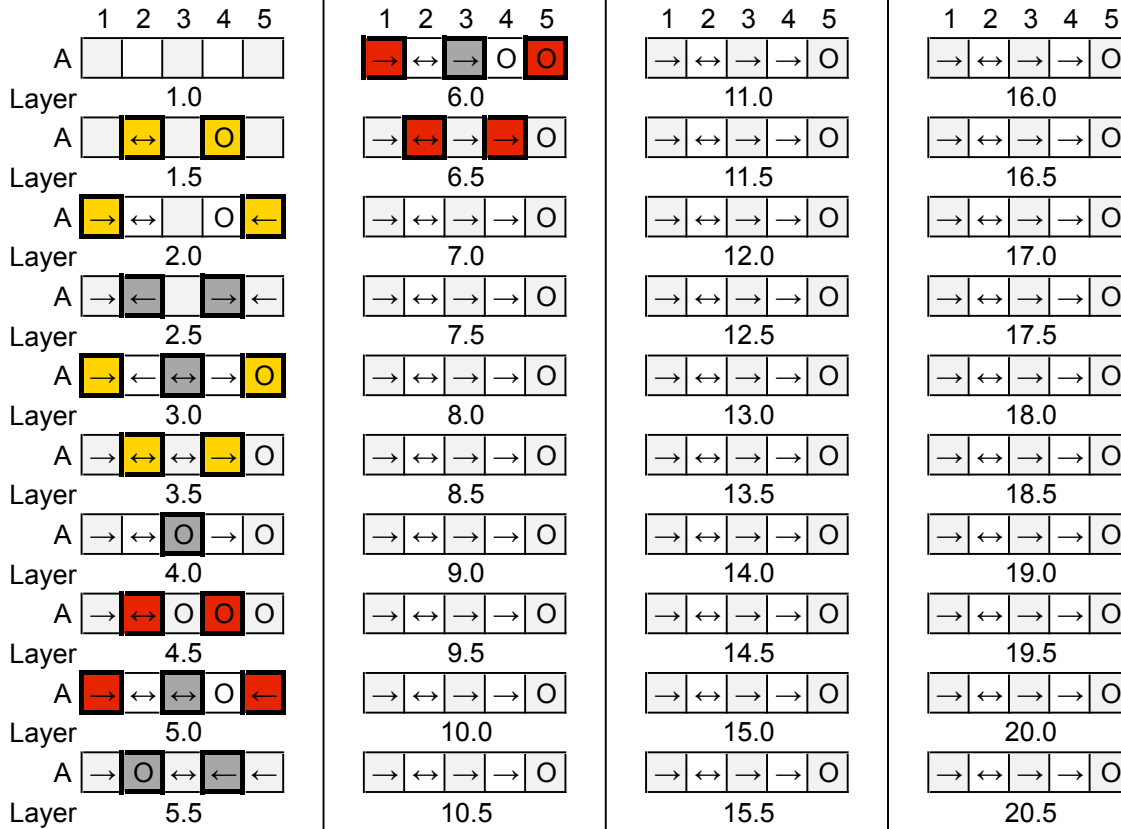 1 2 3 4 5
A
Layer 1.0
A ↔ O
Layer 1.5
A → ↔ O ←
Layer 2.0
A → ← → ←
Layer 2.5
A → ← ↔ → O
Layer 3.0
A → ↔ ↔ → O
Layer 3.5
A → ↔ O → O
Layer 4.0
A → ↔ O O O
Layer 4.5
A → ↔ ↔ O ←
Layer 5.0
A → O ↔ ← ←
Layer 5.5
1 2 3 4 5
→ ↔ → O O
6.0
→ ↔ → → O
6.5
→ ↔ → → O
7.0
→ ↔ → → O
7.5
→ ↔ → → O
8.0
→ ↔ → → O
8.5
→ ↔ → → O
9.0
→ ↔ → → O
9.5
→ ↔ → → O
10.0
→ ↔ → → O
10.5
1 2 3 4 5
→ ↔ → → O
11.0
→ ↔ → → O
11.5
→ ↔ → → O
12.0
→ ↔ → → O
12.5
→ ↔ → → O
13.0
→ ↔ → → O
13.5
→ ↔ → → O
14.0
→ ↔ → → O
14.5
→ ↔ → → O
15.0
→ ↔ → → O
15.5
1 2 3 4 5
→ ↔ → → O
16.0
→ ↔ → → O
16.5
→ ↔ → → O
17.0
→ ↔ → → O
17.5
→ ↔ → → O
18.0
→ ↔ → → O
18.5
→ ↔ → → O
19.0
→ ↔ → → O
19.5
→ ↔ → → O
20.0
→ ↔ → → O
20.5